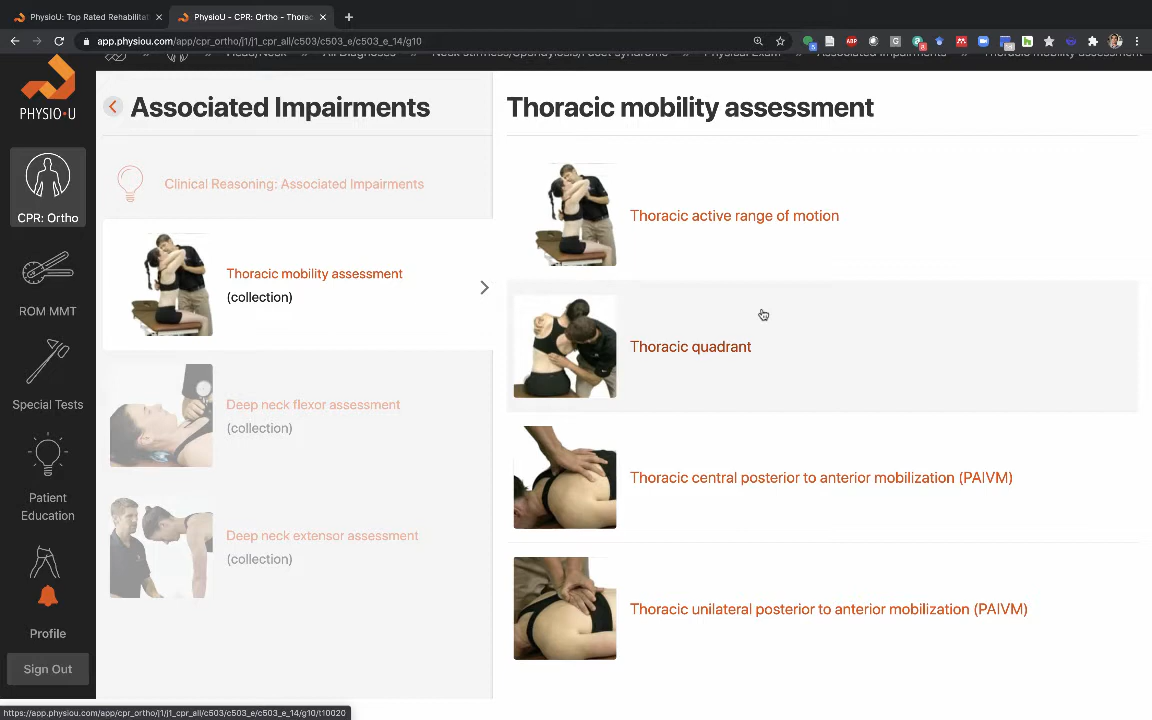 PhysioU: Top Rated Rehabilitat
PhysioU - CPR: Ortho - Thorac
app.physiou.com/app/cpr_ortho/j1/j1_cpr_all/c503/c503_e/c503_e_14/g10
PHYSIO•U
CPR: Ortho
ROM MMT
Special Tests
Patient
Education
Profile
Sign Out
Associated Impairments
Clinical Reasoning: Associated Impairments
Thoracic mobility assessment
(collection)
Deep neck flexor assessment
(collection)
Deep neck extensor assessment
(collection)
Thoracic mobility assessment
Thoracic active range of motion
Thoracic quadrant
Thoracic central posterior to anterior mobilization (PAIVM)
Thoracic unilateral posterior to anterior mobilization (PAIVM)
https://app.physiou.com/app/cpr_ortho/j1/j1_cpr_all/c503/c503_e/c503_e_14/g10/t10020